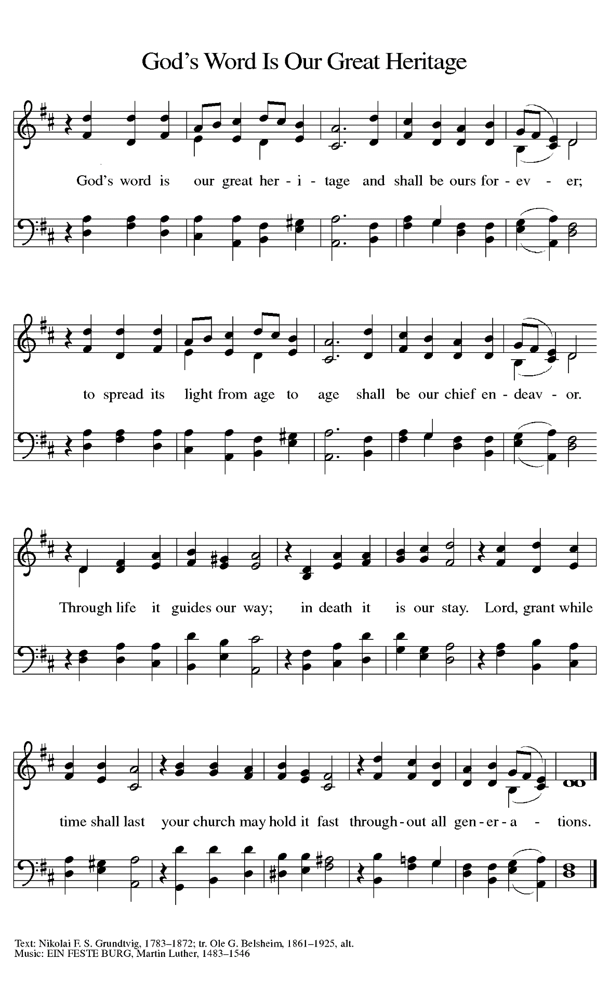 God's Word Is Our Great Heritage
God's word is our great her - i - tage and shall be ours for - ev - er;
to spread its light from age to age shall be our chief en - deav - or.
Through life it guides our way; in death it is our stay. Lord, grant while
time shall last your church may hold it fast through - out all gen - er - a - tions.
Text: Nikolai F. S. Grundtvig, 1783–1872; tr. Ole G. Belsheim, 1861–1925, alt.
Music: EIN FESTE BURG, Martin Luther, 1483–1546